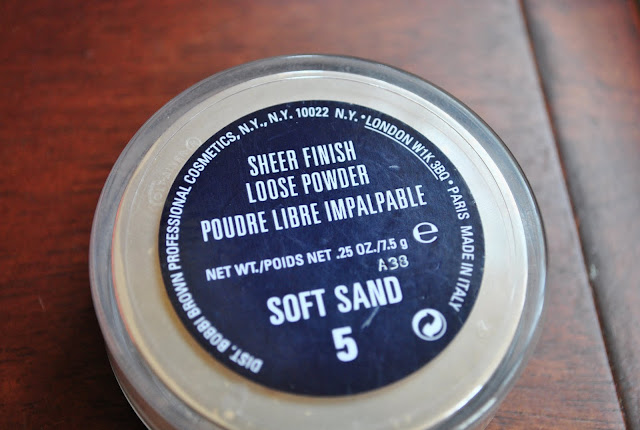 DIST. BOBBI BROWN PROFESSIONAL COSMETICS, N.Y., N.Y. 10022 N.Y. • LONDON W1K 3BQ • PARIS MADE IN ITALY
SHEER FINISH
LOOSE POWDER
POUDRE LIBRE IMPALPABLE
NET WT./POIDS NET .25 OZ./7.5 g e
A38
SOFT SAND
5